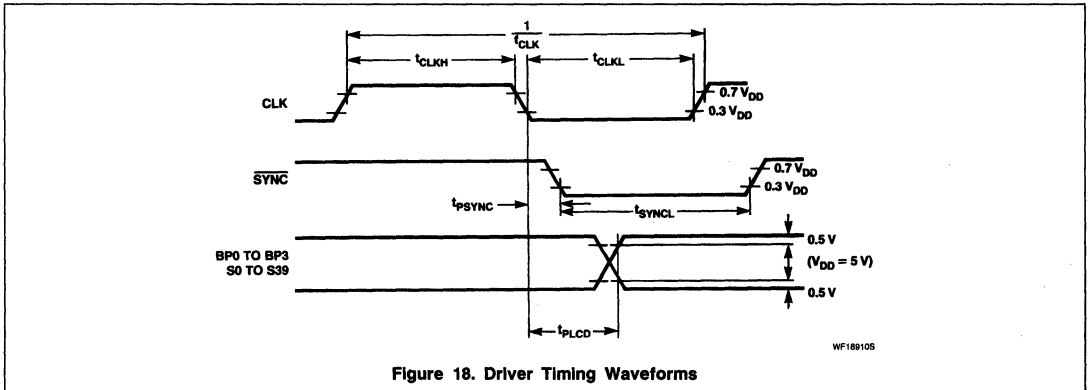 1
tCLK
tCLKH
tCLKL
CLK
0.7 VDD
0.3 VDD
SYNC
0.7 VDD
0.3 VDD
tPSYNC
tSYNCL
BP0 TO BP3
S0 TO S39
0.5 V
(VDD = 5 V)
0.5 V
tPLCD
WF18910S
Figure 18. Driver Timing Waveforms